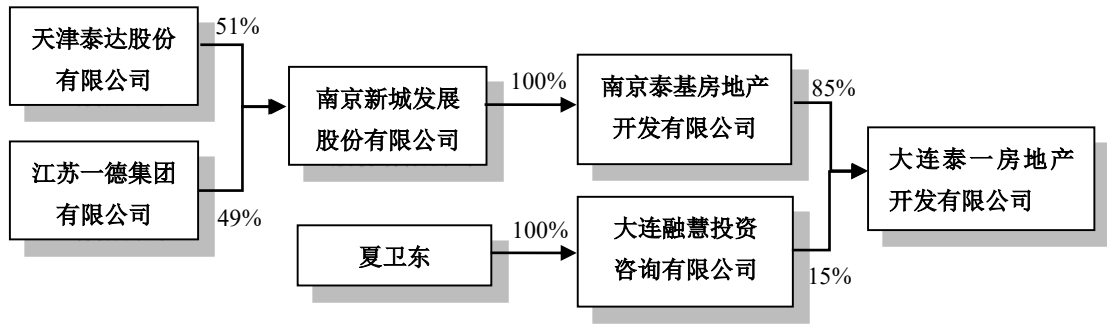 天津泰达股份
有限公司
51%
江苏一德集团
有限公司
49%
南京新城发展
股份有限公司
100%
南京泰基房地产
开发有限公司
85%
夏卫东
100%
大连融慧投资
咨询有限公司
15%
大连泰一房地产
开发有限公司